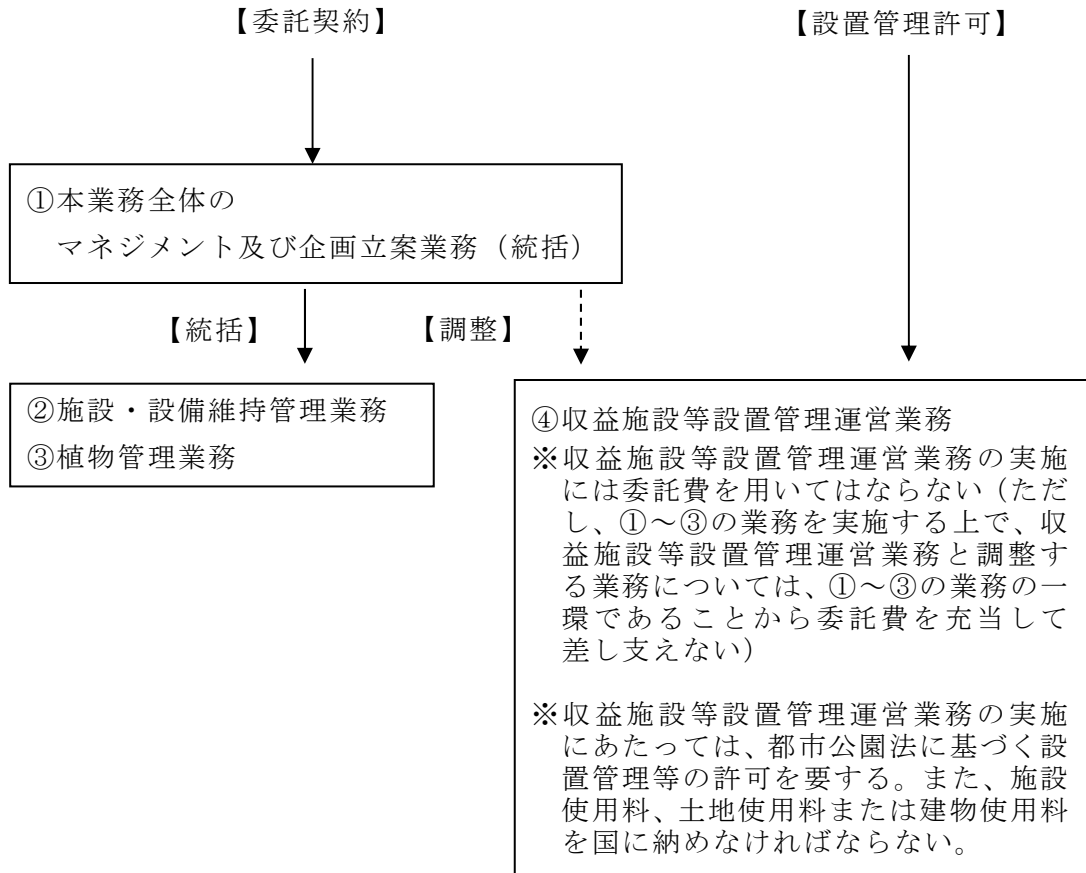 【委託契約】
【設置管理許可】
①本業務全体の
マネジメント及び企画立案業務（統括）
【統括】
【調整】
②施設・設備維持管理業務
③植物管理業務
④収益施設等設置管理運営業務
※収益施設等設置管理運営業務の実施
には委託費を用いてはならない（ただ
し、①～③の業務を実施する上で、収
益施設等設置管理運営業務と調整す
る業務については、①～③の業務の一
環であることから委託費を充当して
差し支えない）
※収益施設等設置管理運営業務の実施
にあたっては、都市公園法に基づく設
置管理等の許可を要する。また、施設
使用料、土地使用料または建物使用料
を国に納めなければならない。